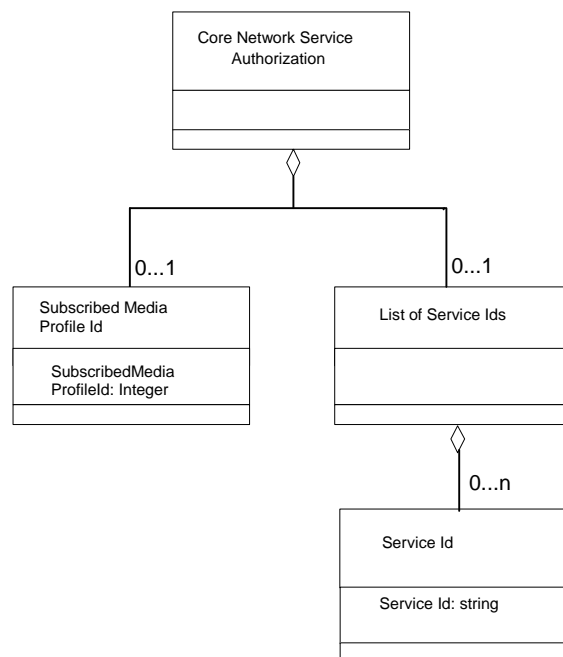 Core Network Service
Authorization
0...1
0...1
Subscribed Media
Profile Id
SubscribedMedia
ProfileId: Integer
List of Service Ids
0...n
Service Id
Service Id: string